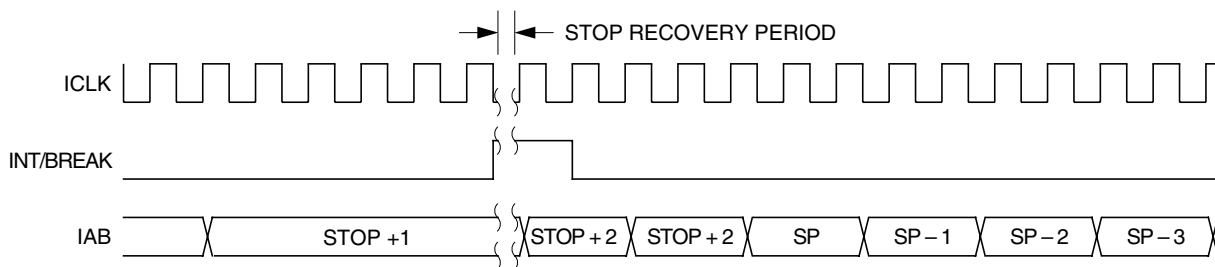 STOP RECOVERY PERIOD
ICLK
INT/BREAK
IAB STOP +1 STOP + 2 STOP + 2 SP SP – 1 SP – 2 SP – 3